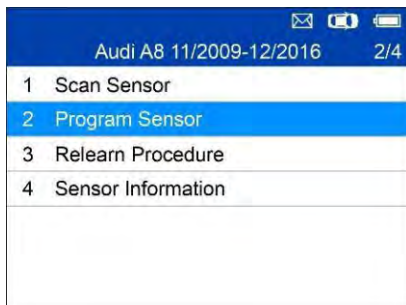 Audi A8 11/2009-12/2016 2/4
1 Scan Sensor
2 Program Sensor
3 Relearn Procedure
4 Sensor Information